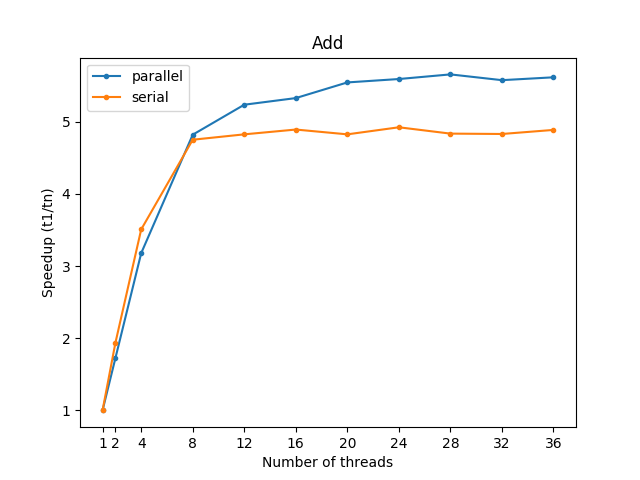 Add
parallel
serial
Speedup (t1/tn)
5
4
3
2
1
1 2 4 8 12 16 20 24 28 32 36
Number of threads